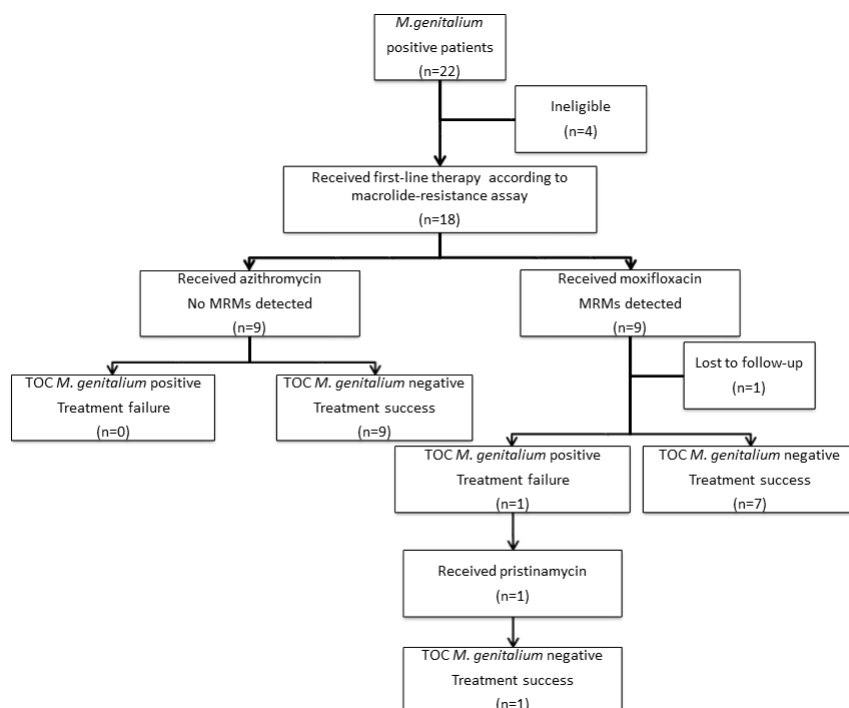 M.genitalium
positive patients
(n=22)
Ineligible
(n=4)
Received first-line therapy according to
macrolide-resistance assay
(n=18)
Received azithromycin
No MRMs detected
(n=9)
Received moxifloxacin
MRMs detected
(n=9)
Lost to follow-up
(n=1)
TOC M. genitalium positive
Treatment failure
(n=0)
TOC M. genitalium negative
Treatment success
(n=9)
TOC M. genitalium positive
Treatment failure
(n=1)
TOC M. genitalium negative
Treatment success
(n=7)
Received pristinamycin
(n=1)
TOC M. genitalium negative
Treatment success
(n=1)